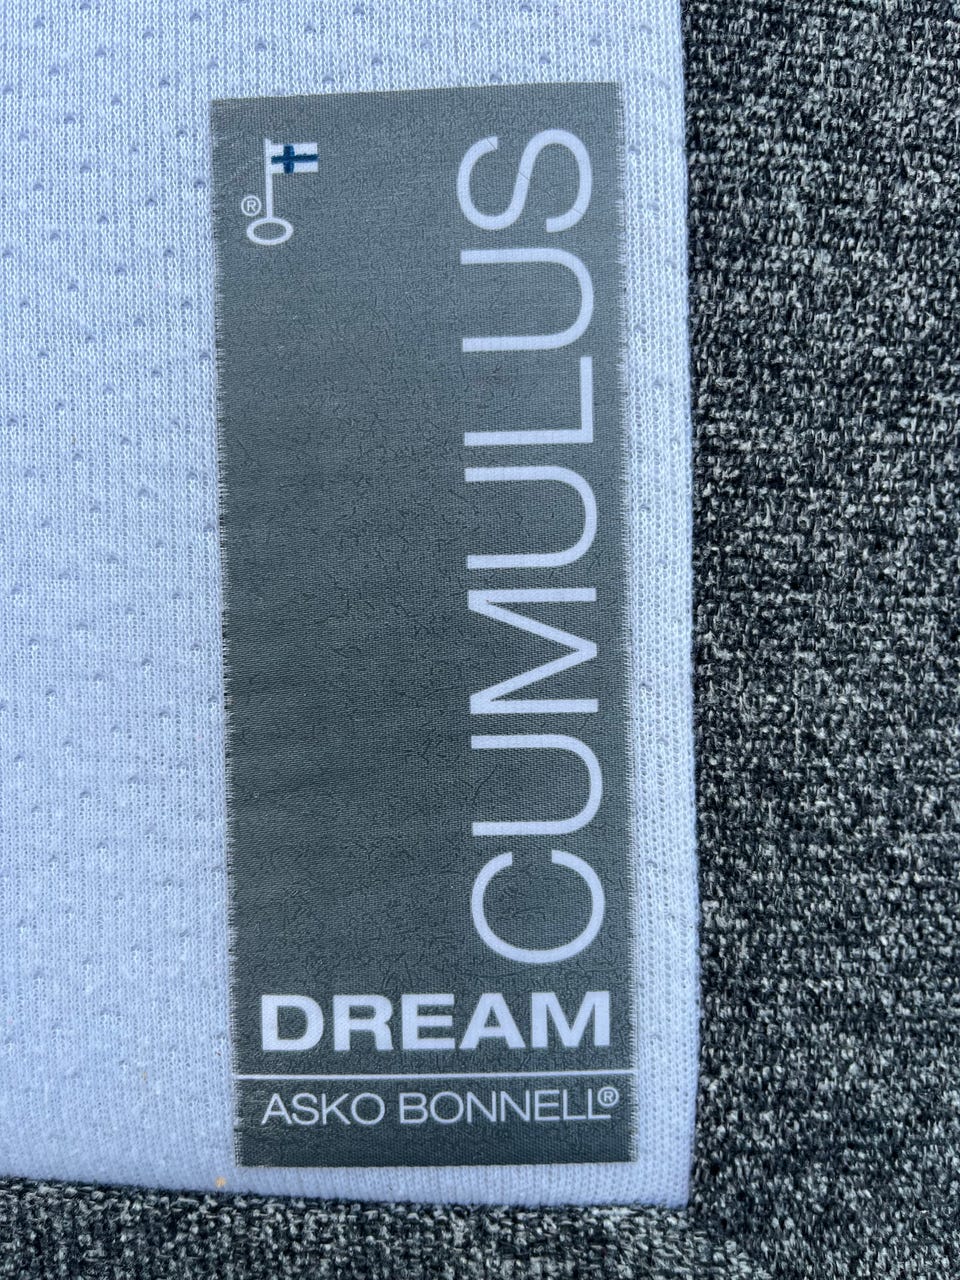 ®
CUMULUS
DREAM
ASKO BONNELL®